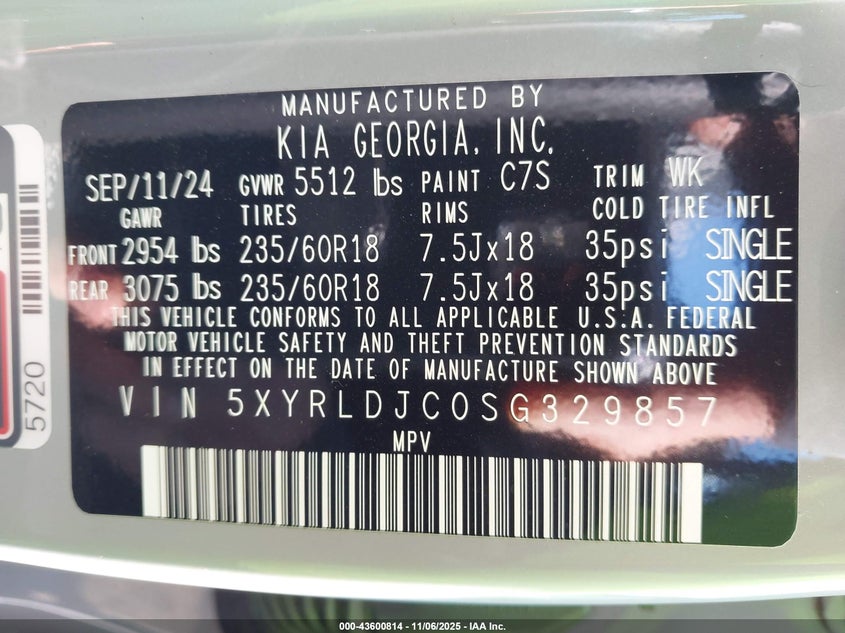 MANUFACTURED BY
KIA GEORGIA, INC.
SEP/11/24 GVWR 5512 lbs PAINT C7S TRIM WK
GAWR TIRES RIMS COLD TIRE INFL
FRONT 2954 lbs 235/60R18 7.5Jx18 35psi SINGLE
REAR 3075 lbs 235/60R18 7.5Jx18 35psi SINGLE
THIS VEHICLE CONFORMS TO ALL APPLICABLE U.S.A. FEDERAL
MOTOR VEHICLE SAFETY AND THEFT PREVENTION STANDARDS
IN EFFECT ON THE DATE OF MANUFACTURE SHOWN ABOVE
VIN 5XYRLDJC0SG329857
MPV
5720
000-43600814 - 11/06/2025 - IAA Inc.